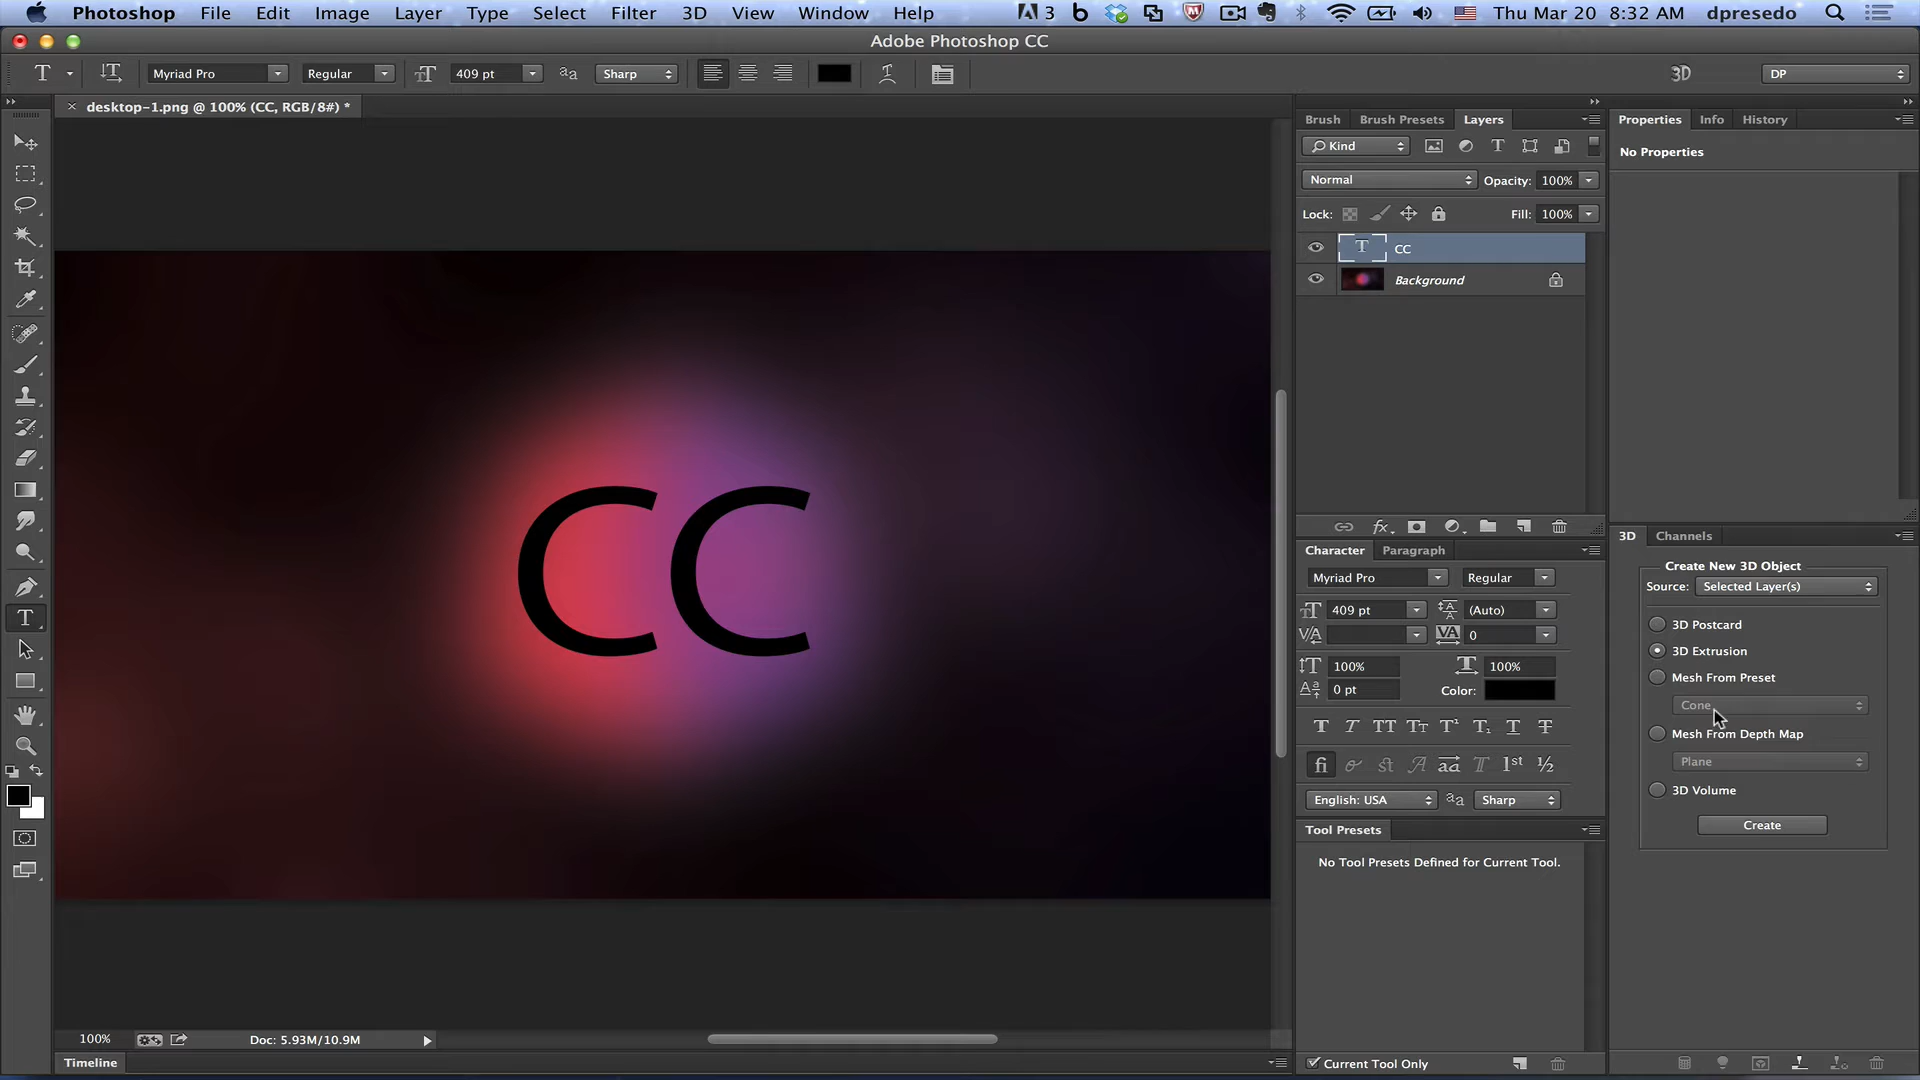 Photoshop File Edit Image Layer Type Select Filter 3D View Window Help 3 Thu Mar 20 8:32 AM dpresedo
Adobe Photoshop CC
T Myriad Pro Regular 409 pt Sharp 3D DP
desktop-1.png @ 100% (CC, RGB/8#) *
Brush Brush Presets Layers
Kind
Normal Opacity: 100%
Lock: Fill: 100%
T CC
Background
fx
Character Paragraph
Myriad Pro Regular
409 pt (Auto)
0
100% 100%
0 pt Color:
English: USA Sharp
Tool Presets
No Tool Presets Defined for Current Tool.
Current Tool Only
Properties Info History
No Properties
3D Channels
Create New 3D Object
Source: Selected Layer(s)
3D Postcard
3D Extrusion
Mesh From Preset
Cone
Mesh From Depth Map
Plane
3D Volume
Create
CC
100% Doc: 5.93M/10.9M
Timeline